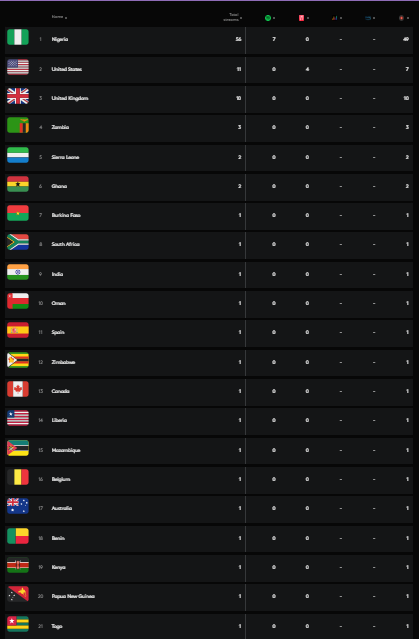 Name Total streams
1 Nigeria 56 7 0 - - 49
2 United States 11 0 4 - - 7
3 United Kingdom 10 0 0 - - 10
4 Zambia 3 0 0 - - 3
5 Sierra Leone 2 0 0 - - 2
6 Ghana 2 0 0 - - 2
7 Burkina Faso 1 0 0 - - 1
8 South Africa 1 0 0 - - 1
9 India 1 0 0 - - 1
10 Oman 1 0 0 - - 1
11 Spain 1 0 0 - - 1
12 Zimbabwe 1 0 0 - - 1
13 Canada 1 0 0 - - 1
14 Liberia 1 0 0 - - 1
15 Mozambique 1 0 0 - - 1
16 Belgium 1 0 0 - - 1
17 Australia 1 0 0 - - 1
18 Benin 1 0 0 - - 1
19 Kenya 1 0 0 - - 1
20 Papua New Guinea 1 0 0 - - 1
21 Togo 1 0 0 - - 1